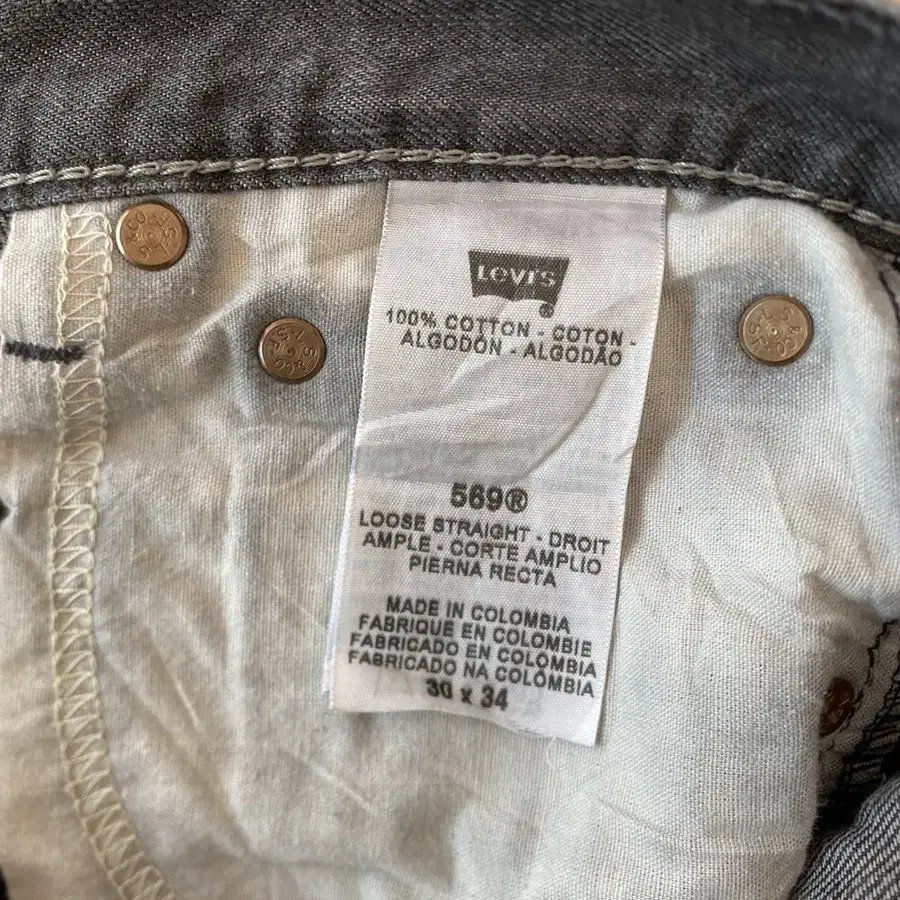 Levi's
®
100% COTTON - COTON -
ALGODÓN - ALGODÃO
569®
LOOSE STRAIGHT - DROIT
AMPLE - CORTE AMPLIO
PIERNA RECTA
MADE IN COLOMBIA
FABRIQUE EN COLOMBIE
FABRICADO EN COLOMBIA
FABRICADO NA COLÔMBIA
30 x 34